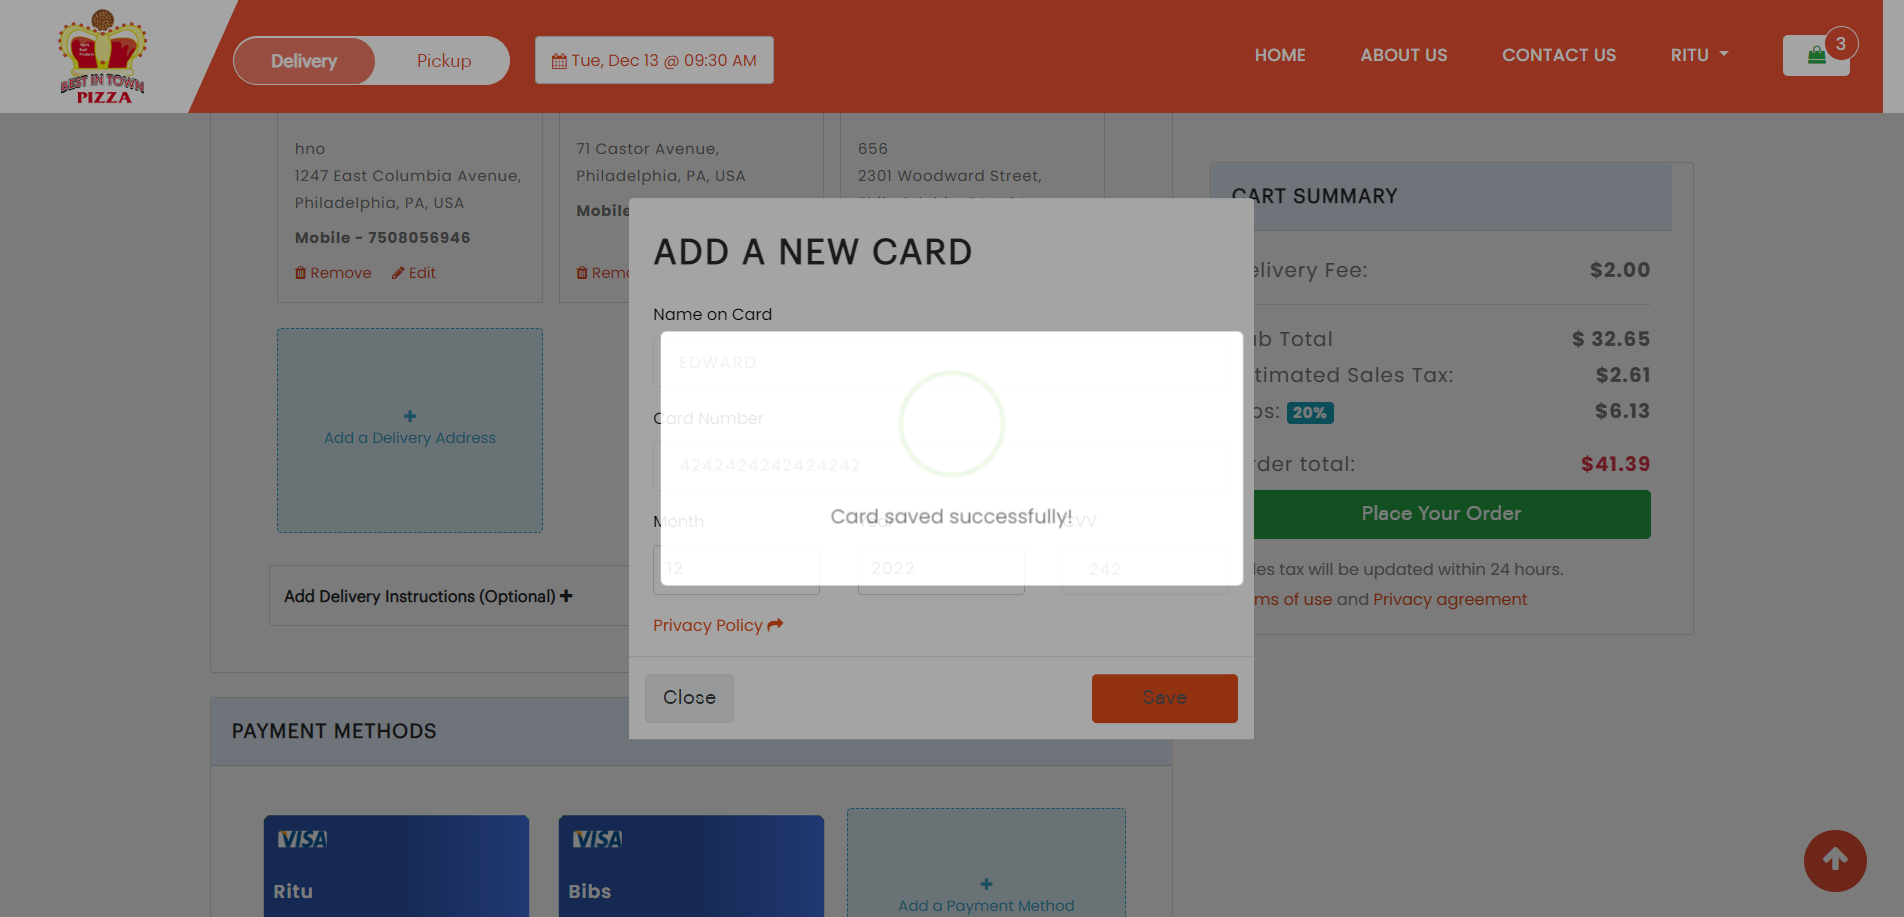 BEST IN TOWN
PIZZA
Delivery
Pickup
Tue, Dec 13 @ 09:30 AM
HOME
ABOUT US
CONTACT US
RITU
3
hno
1247 East Columbia Avenue,
Philadelphia, PA, USA
Mobile - 7508056946
Remove
Edit
71 Castor Avenue,
Philadelphia, PA, USA
Mobile
Remo
656
2301 Woodward Street,
Add a Delivery Address
Add Delivery Instructions (Optional)
ADD A NEW CARD
Name on Card
EDWARD
Card Number
4242424242424242
Card saved successfully!
Month
CVV
12
2022
242
Privacy Policy
Close
Save
CART SUMMARY
elivery Fee:
$2.00
b Total
$ 32.65
timated Sales Tax:
$2.61
os: 20%
$6.13
der total:
$41.39
Place Your Order
les tax will be updated within 24 hours.
ms of use and Privacy agreement
PAYMENT METHODS
VISA
Ritu
VISA
Bibs
Add a Payment Method